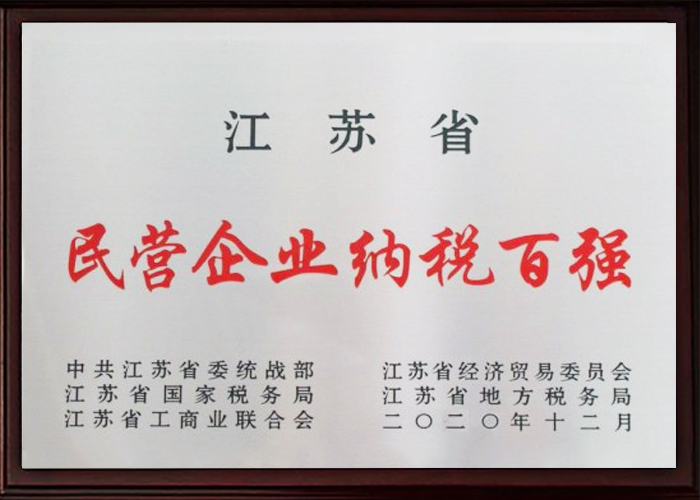 江苏省
民营企业纳税百强
中共江苏省委统战部
江苏省国家税务局
江苏省工商业联合会
江苏省经济贸易委员会
江苏省地方税务局
二〇二〇年十二月